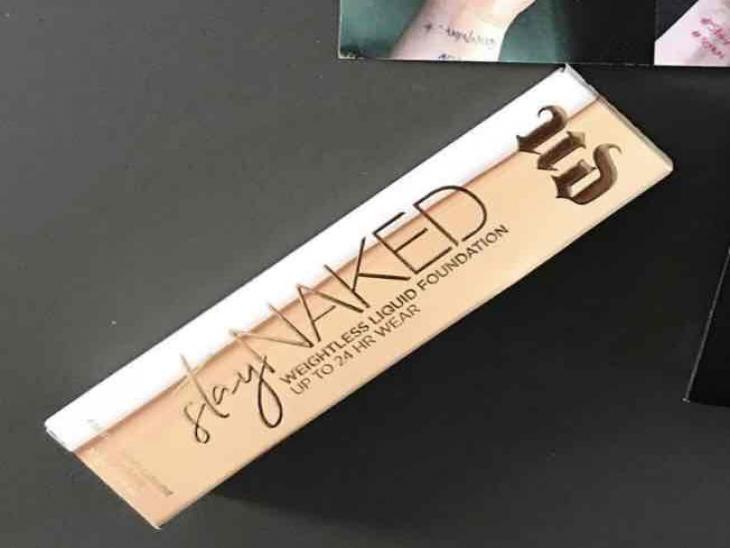 UD
stay NAKED
WEIGHTLESS LIQUID FOUNDATION
UP TO 24 HR WEAR